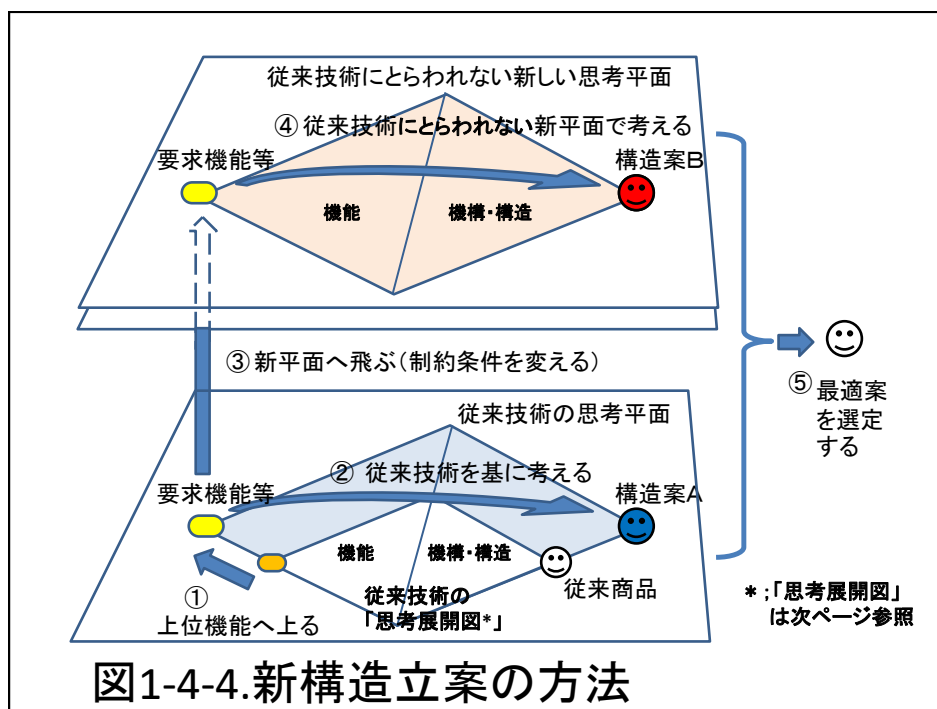 従来技術にとらわれない新しい思考平面
④従来技術にとらわれない新平面で考える
要求機能等
構造案B
機能
機構・構造
③新平面へ飛ぶ(制約条件を変える)
⑤最適案
を選定
する
従来技術の思考平面
② 従来技術を基に考える
要求機能等
構造案A
機能
機構・構造
従来商品
従来技術の
「思考展開図*」
①
上位機能へ上る
*;「思考展開図」
は次ページ参照
図1-4-4.新構造立案の方法